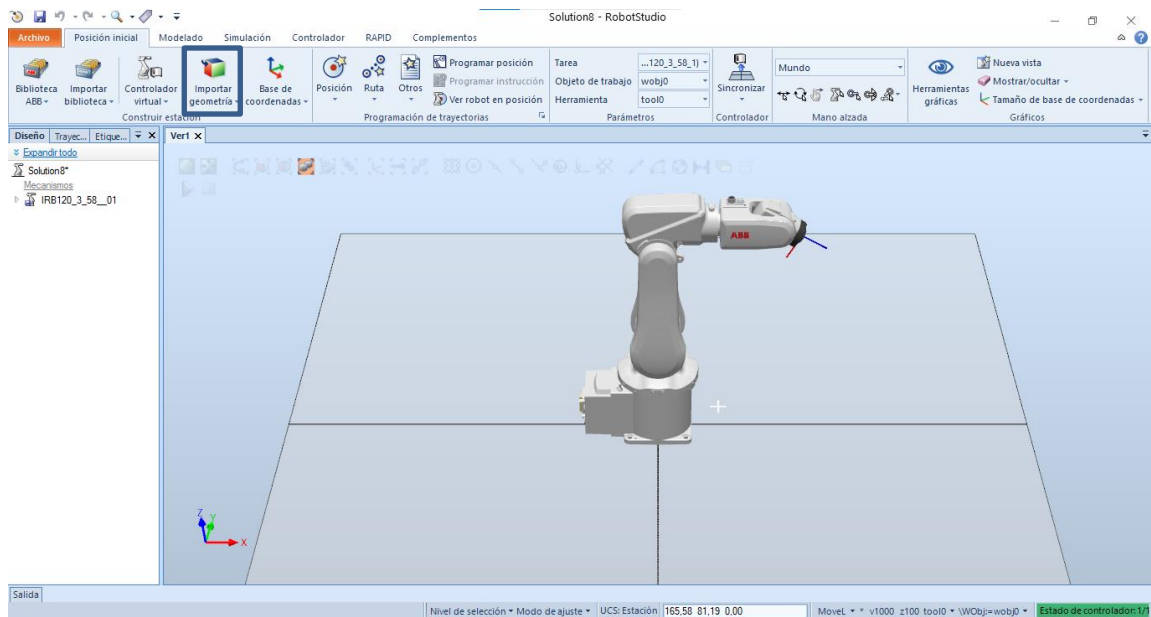 Solution8 - RobotStudio
Archivo Posición inicial Modelado Simulación Controlador RAPID Complementos
Biblioteca ABB
Importar biblioteca
Controlador virtual
Importar geometría
Base de coordenadas
Construir estación
Posición
Ruta
Otros
Programar posición
Programar instrucción
Ver robot en posición
Programación de trayectorias
Tarea ...120_3_58_1)
Objeto de trabajo wobj0
Herramienta tool0
Parámetros
Sincronizar
Controlador
Mundo
Mano alzada
Herramientas gráficas
Nueva vista
Mostrar/ocultar
Tamaño de base de coordenadas
Gráficos
Diseño Trayec... Etique...
Ver1
Expandir todo
Solution8*
Mecanismos
IRB120_3_58__01
ABB
Z
Y
X
Salida
Nivel de selección Modo de ajuste UCS: Estación 165,58 81,19 0,00 MoveL * v1000 z100 tool0 \WObj:=wobj0 Estado de controlador: 1/1